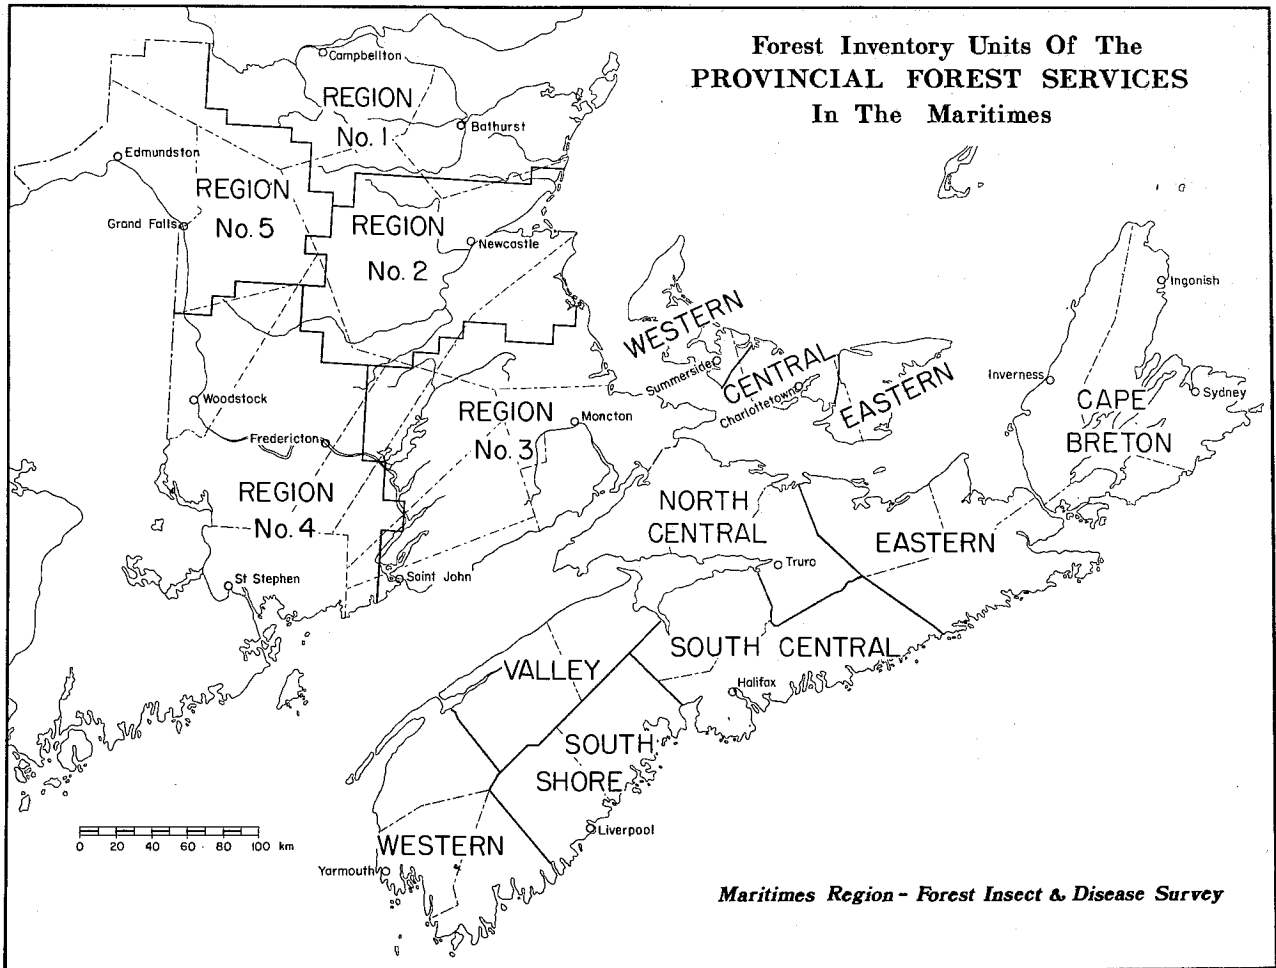 Forest Inventory Units Of The
PROVINCIAL FOREST SERVICES
In The Maritimes
Campbellton
REGION
No. 1
Bathurst
Edmundston
REGION
No. 5
Grand Falls
REGION
No. 2
Newcastle
Ingonish
WESTERN
Summerside
CENTRAL
Charlottetown
EASTERN
Inverness
CAPE
BRETON
Sydney
Woodstock
Fredericton
REGION
No. 3
Moncton
REGION
No. 4
NORTH
CENTRAL
EASTERN
Truro
St Stephen
Saint John
SOUTH CENTRAL
VALLEY
Halifax
SOUTH
SHORE
Liverpool
WESTERN
Yarmouth
0 20 40 60 80 100 km
Maritimes Region - Forest Insect & Disease Survey